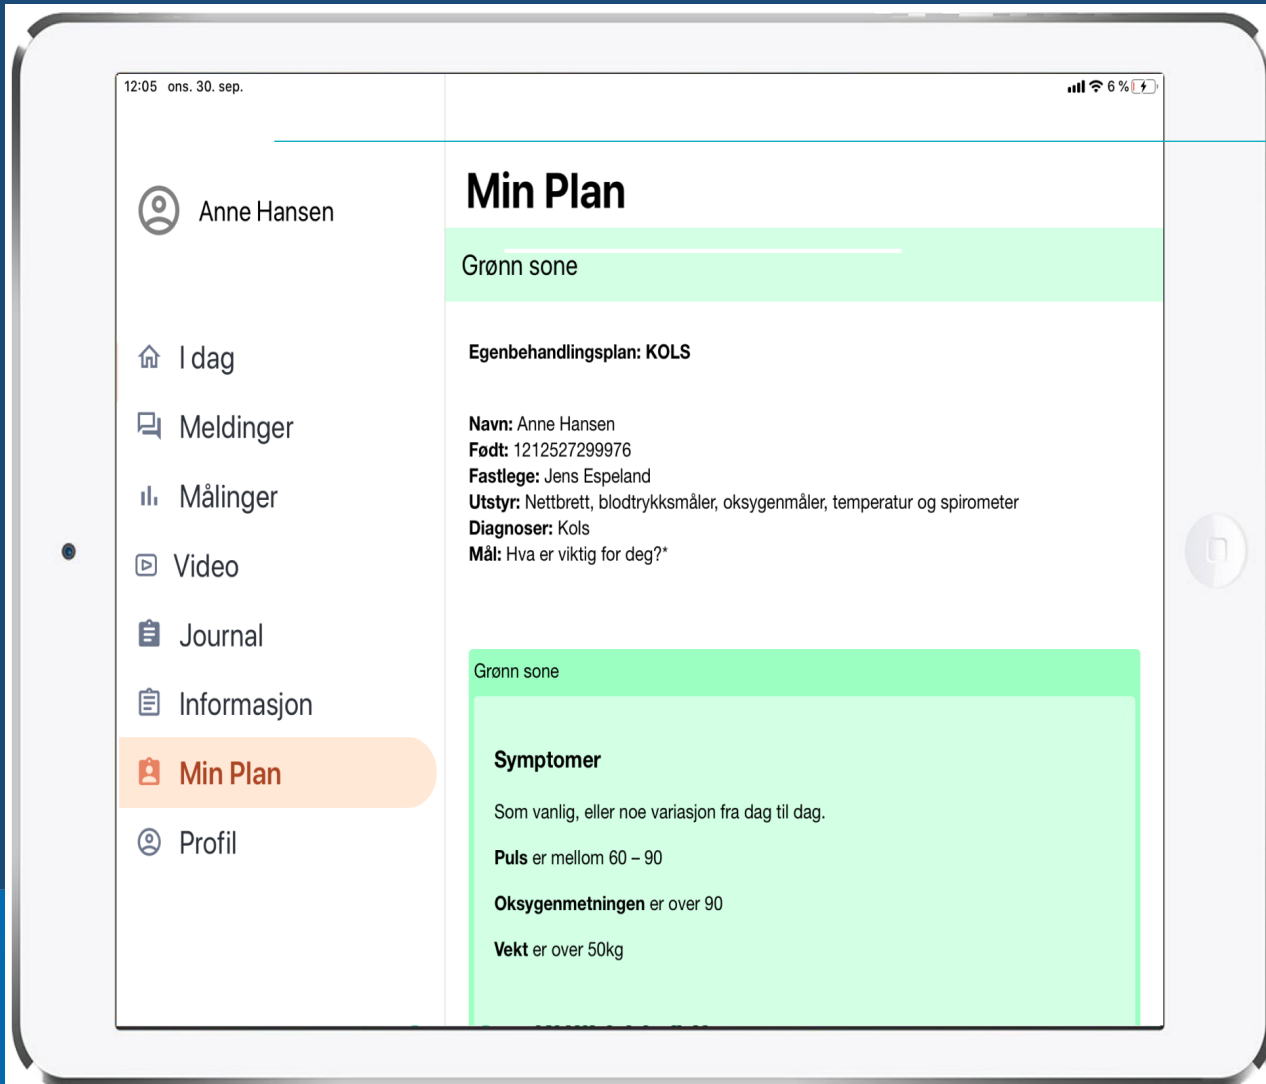 12:05 ons. 30. sep.
6 %
Anne Hansen
I dag
Meldinger
Målinger
Video
Journal
Informasjon
Min Plan
Profil
Min Plan
Grønn sone
Egenbehandlingsplan: KOLS
Navn: Anne Hansen
Født: 1212527299976
Fastlege: Jens Espeland
Utstyr: Nettbrett, blodtrykksmåler, oksygenmåler, temperatur og spirometer
Diagnoser: Kols
Mål: Hva er viktig for deg?*
Grønn sone
Symptomer
Som vanlig, eller noe variasjon fra dag til dag.
Puls er mellom 60 – 90
Oksygenmetningen er over 90
Vekt er over 50kg